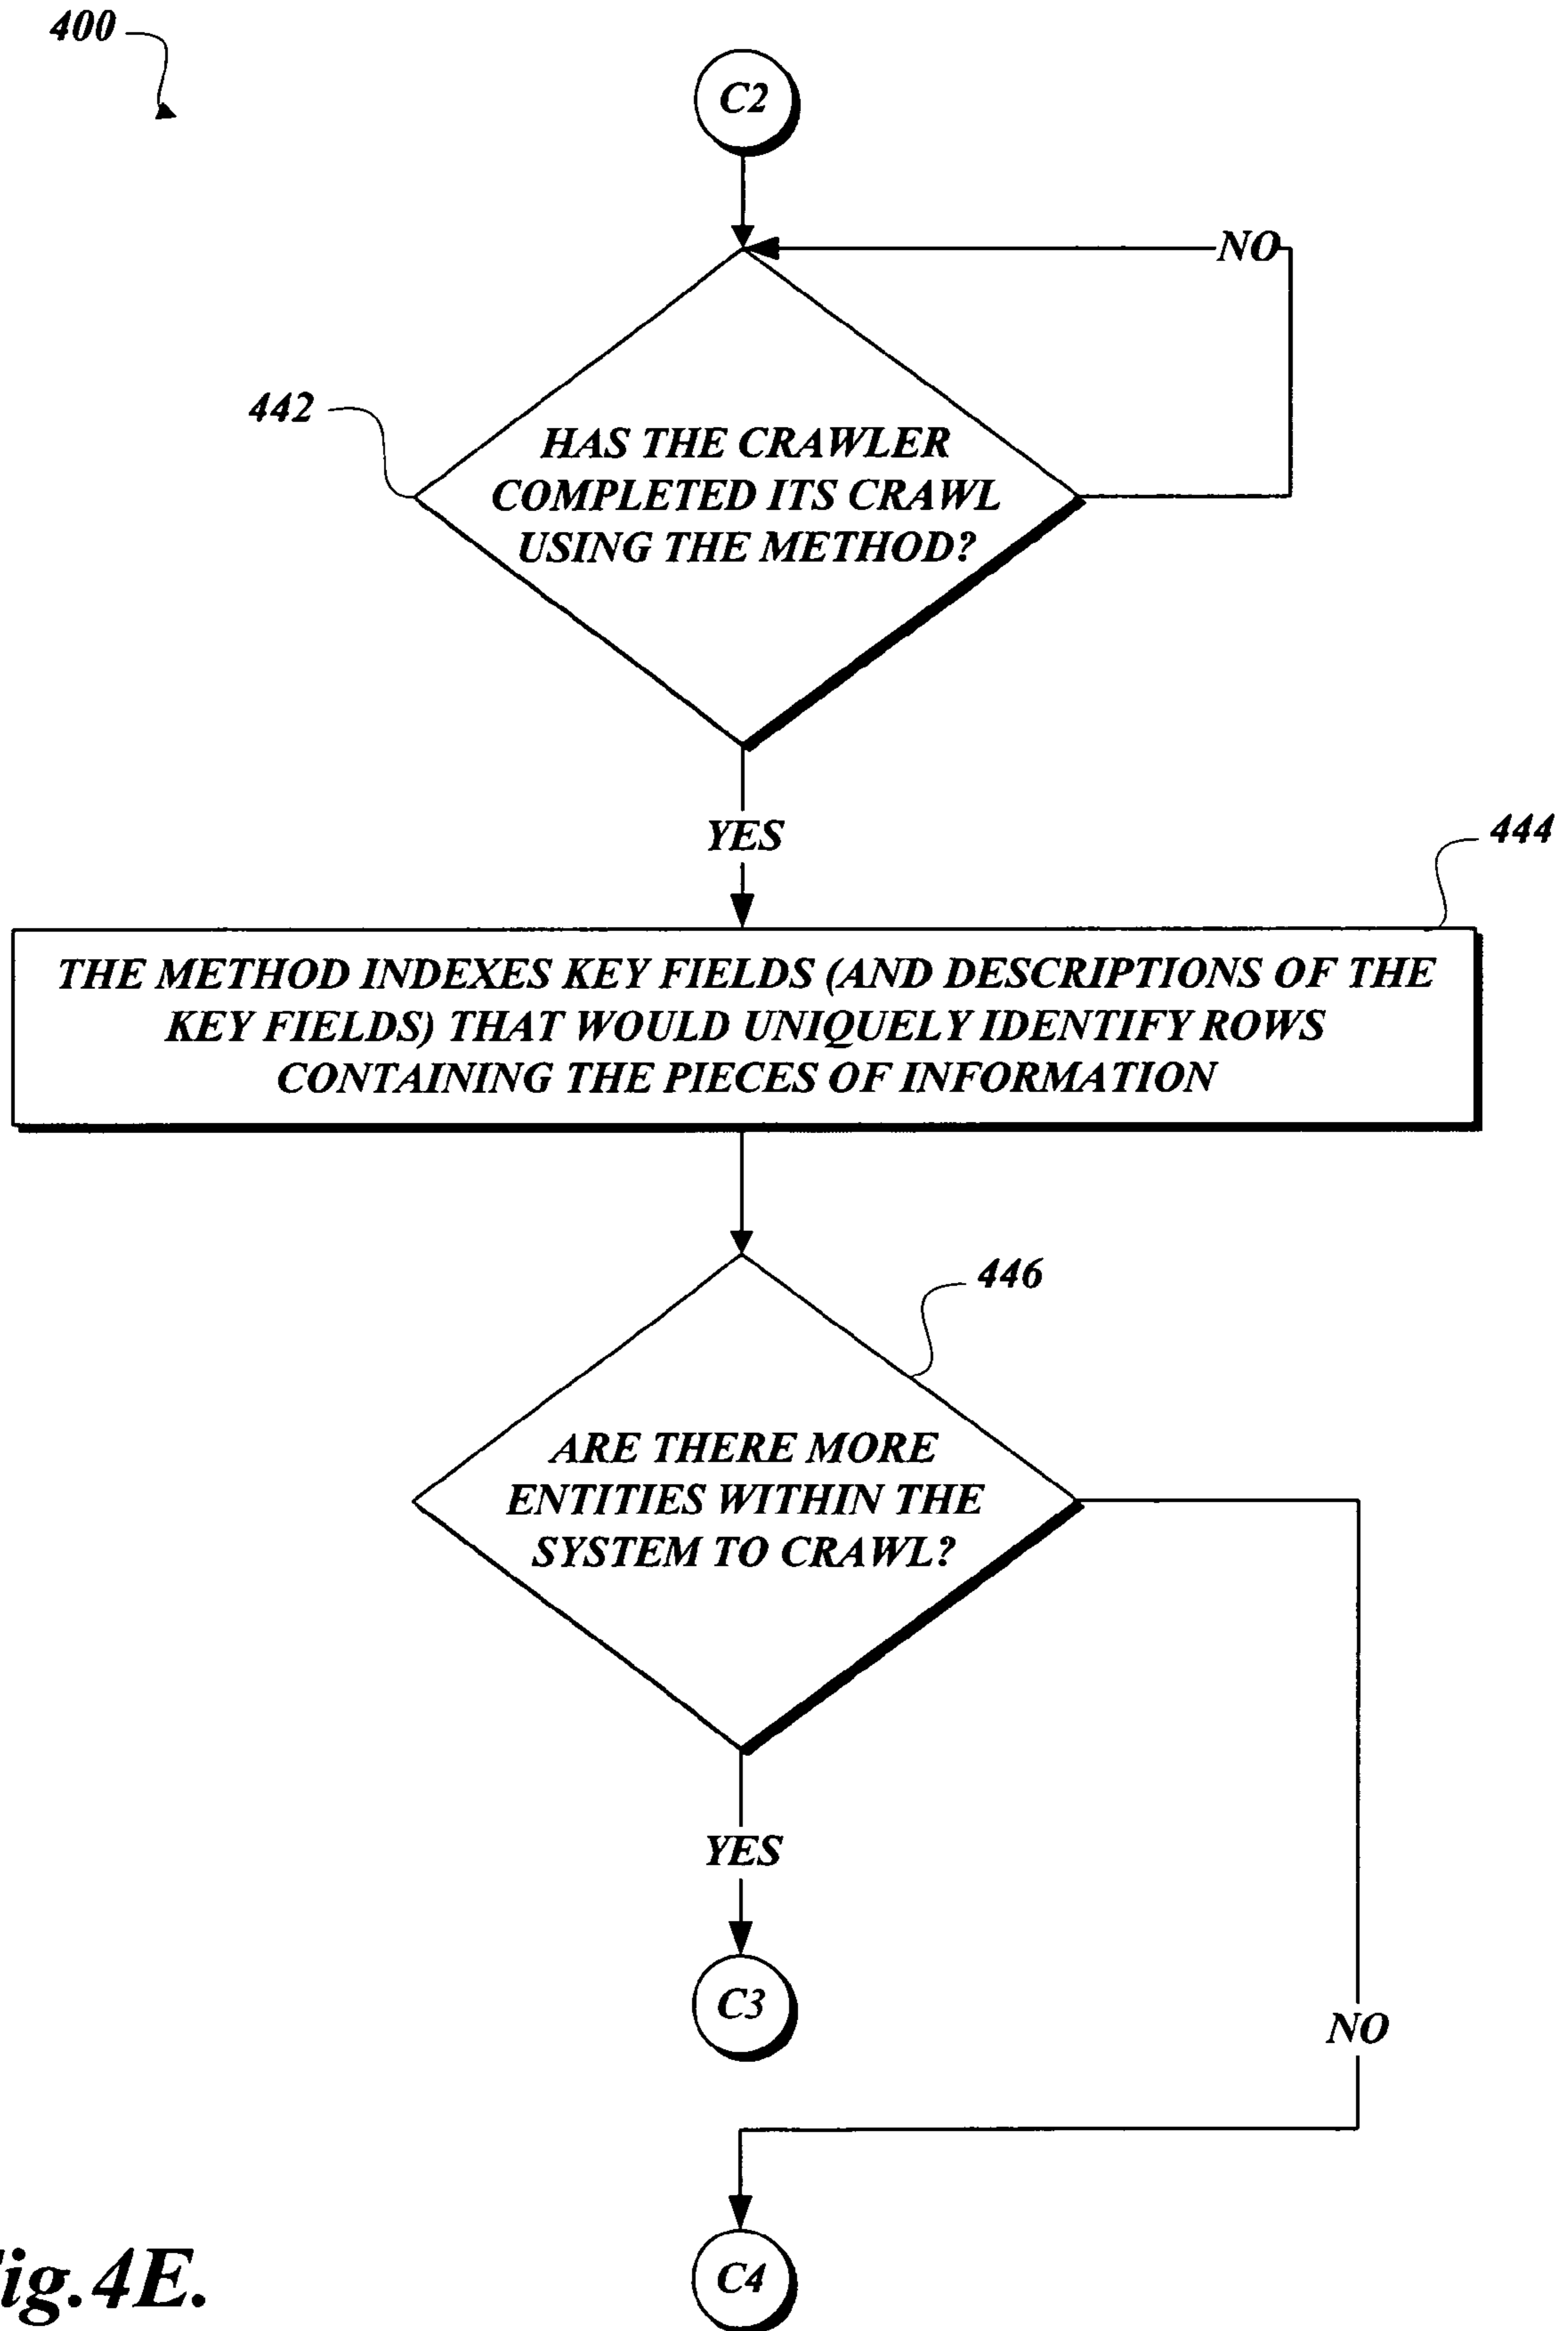 400
C2
NO
442
HAS THE CRAWLER
COMPLETED ITS CRAWL
USING THE METHOD?
YES
444
THE METHOD INDEXES KEY FIELDS (AND DESCRIPTIONS OF THE
KEY FIELDS) THAT WOULD UNIQUELY IDENTIFY ROWS
CONTAINING THE PIECES OF INFORMATION
446
ARE THERE MORE
ENTITIES WITHIN THE
SYSTEM TO CRAWL?
YES
C3
NO
C4
Fig.4E.